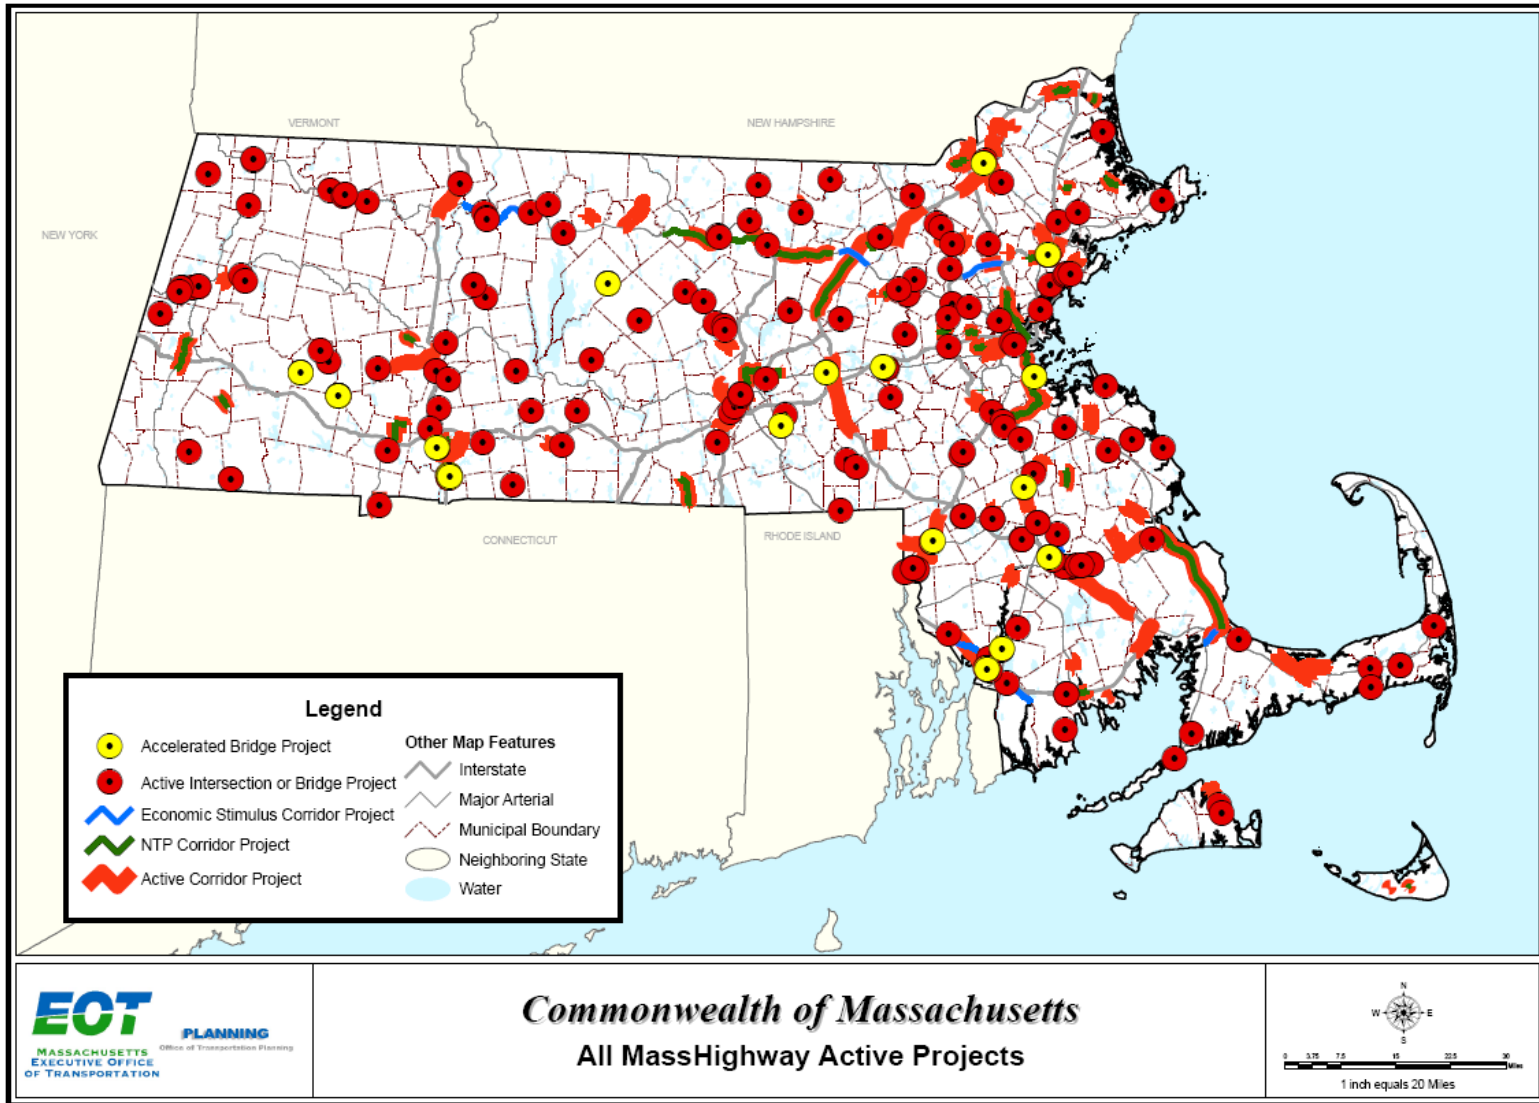 VERMONT
NEW HAMPSHIRE
NEW YORK
CONNECTICUT
RHODE ISLAND
Legend
Accelerated Bridge Project
Active Intersection or Bridge Project
Economic Stimulus Corridor Project
NTP Corridor Project
Active Corridor Project
Other Map Features
Interstate
Major Arterial
Municipal Boundary
Neighboring State
Water
EOT
MASSACHUSETTS
EXECUTIVE OFFICE
OF TRANSPORTATION
PLANNING
Office of Transportation Planning
Commonwealth of Massachusetts
All MassHighway Active Projects
N
W E
S
0 3.75 7.5 15 22.5 30
Miles
1 inch equals 20 Miles